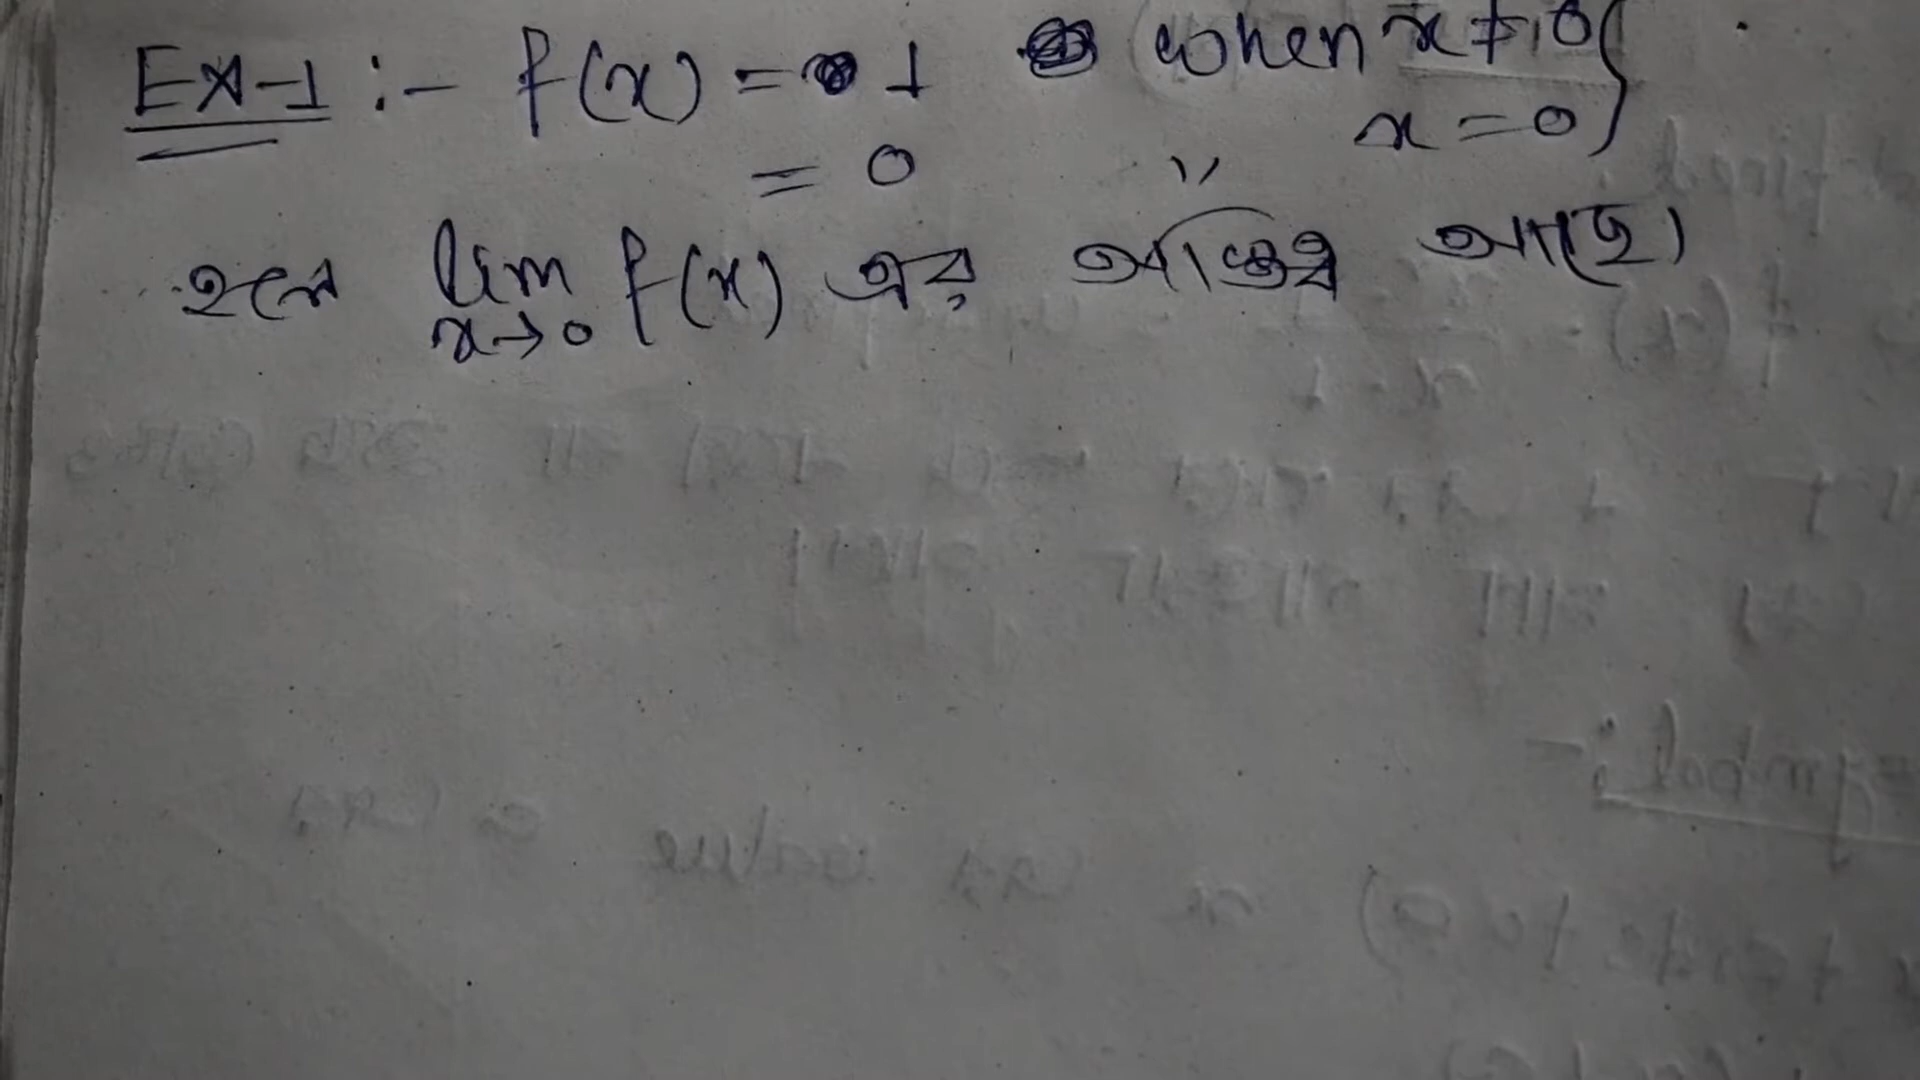 Ex-1 :- f(x) = 1 when x ≠ 0 }
= 0 " x = 0
হলে lim x→0 f(x) এর অস্তিত্ব আছে।